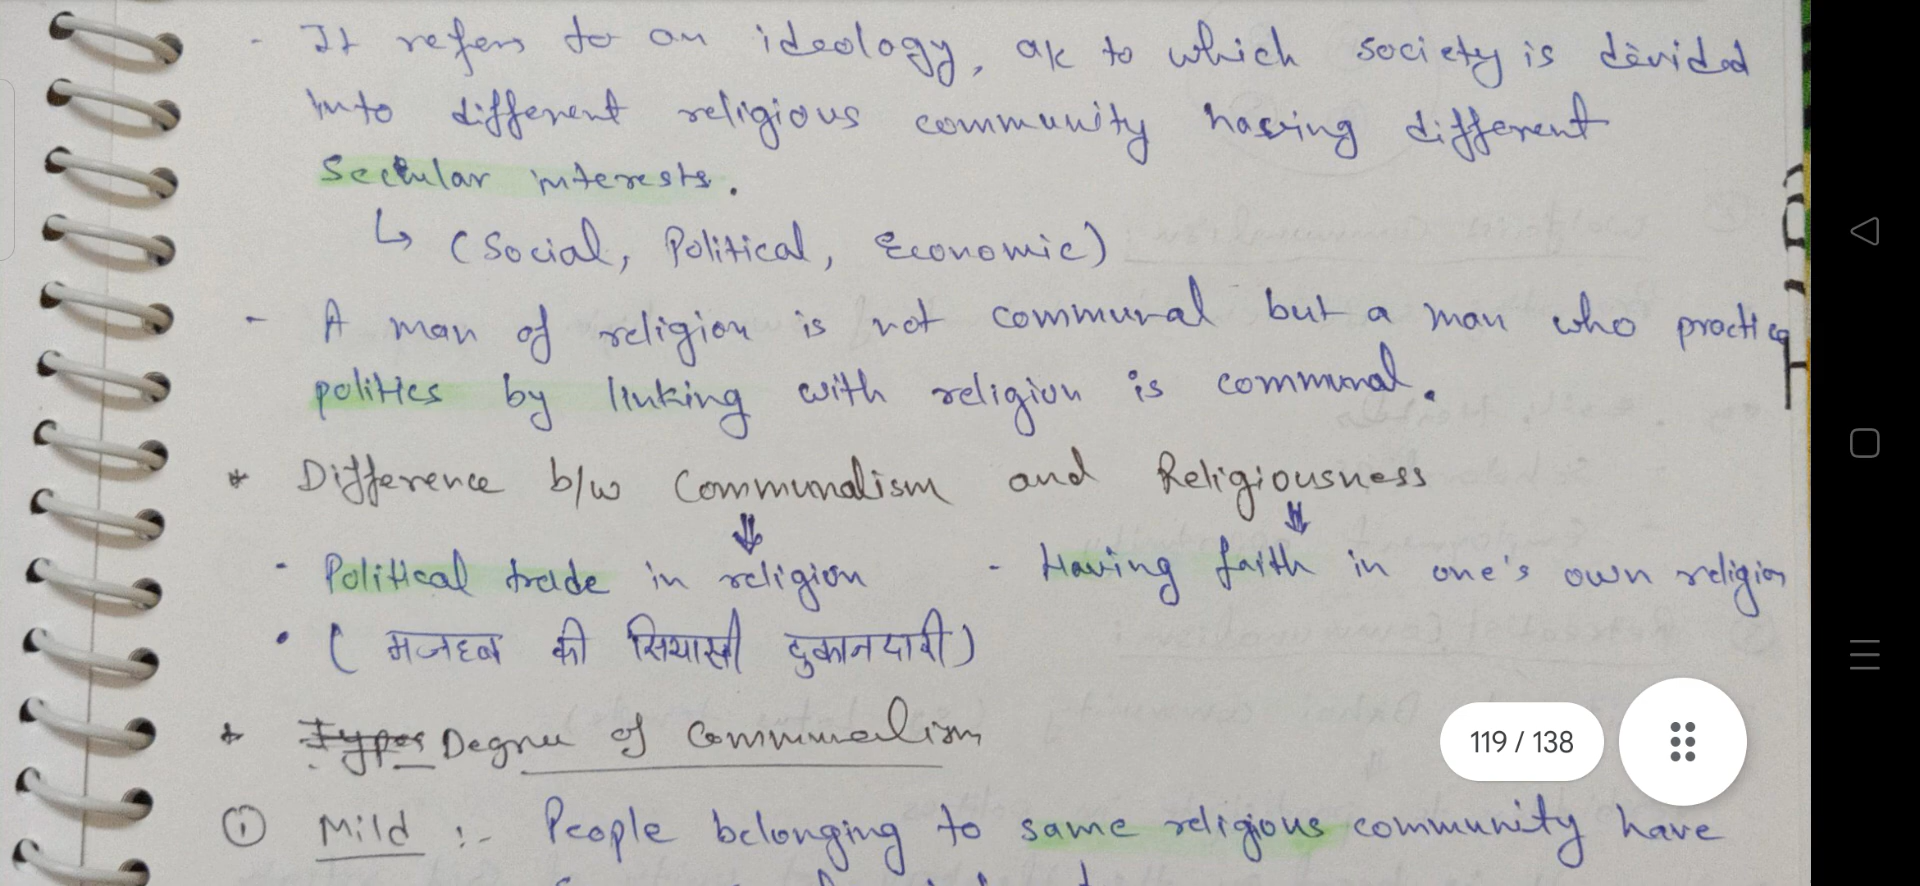 - It refers to an ideology, ak to which society is devided
into different religious community having different
Secular interests.
↳ (Social, Political, Economic)
- A man of religion is not communal but a man who practice
politics by linking with religion is communal.
* Difference b/w Communalism and Religiousness
- Political trade in religion - Having faith in one's own religion
• ( मजहब की सियासी दुकानदारी)
* Types Degree of Communalism
① Mild :- People belonging to same religious community have
119 / 138